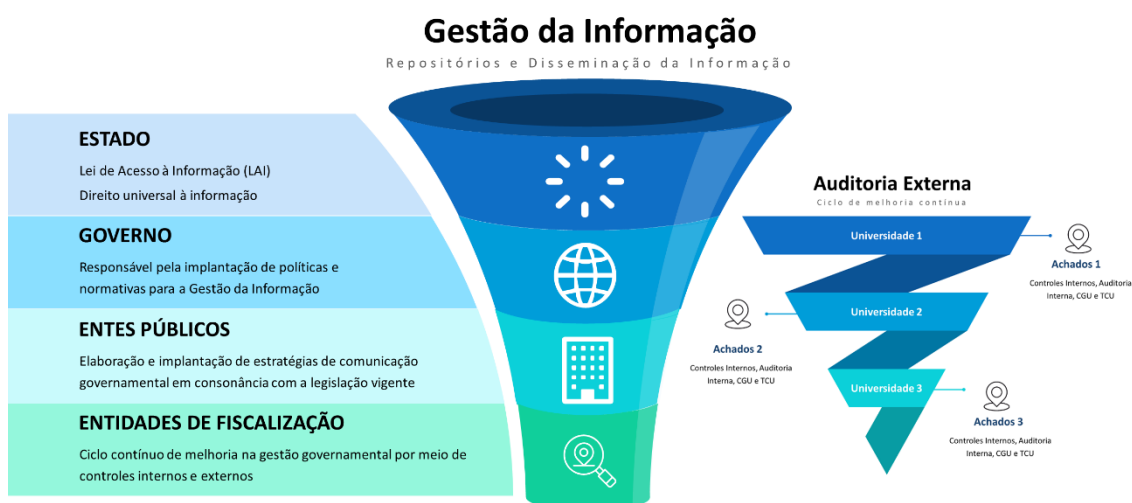 Gestão da Informação
Repositórios e Disseminação da Informação
ESTADO
Lei de Acesso à Informação (LAI)
Direito universal à informação
GOVERNO
Responsável pela implantação de políticas e
normativas para a Gestão da Informação
ENTES PÚBLICOS
Elaboração e implantação de estratégias de comunicação
governamental em consonância com a legislação vigente
ENTIDADES DE FISCALIZAÇÃO
Ciclo contínuo de melhoria na gestão governamental por meio de
controles internos e externos
Auditoria Externa
Ciclo de melhoria contínua
Universidade 1
Achados 1
Controles Internos, Auditoria
Interna, CGU e TCU
Universidade 2
Achados 2
Controles Internos, Auditoria
Interna, CGU e TCU
Universidade 3
Achados 3
Controles Internos, Auditoria
Interna, CGU e TCU